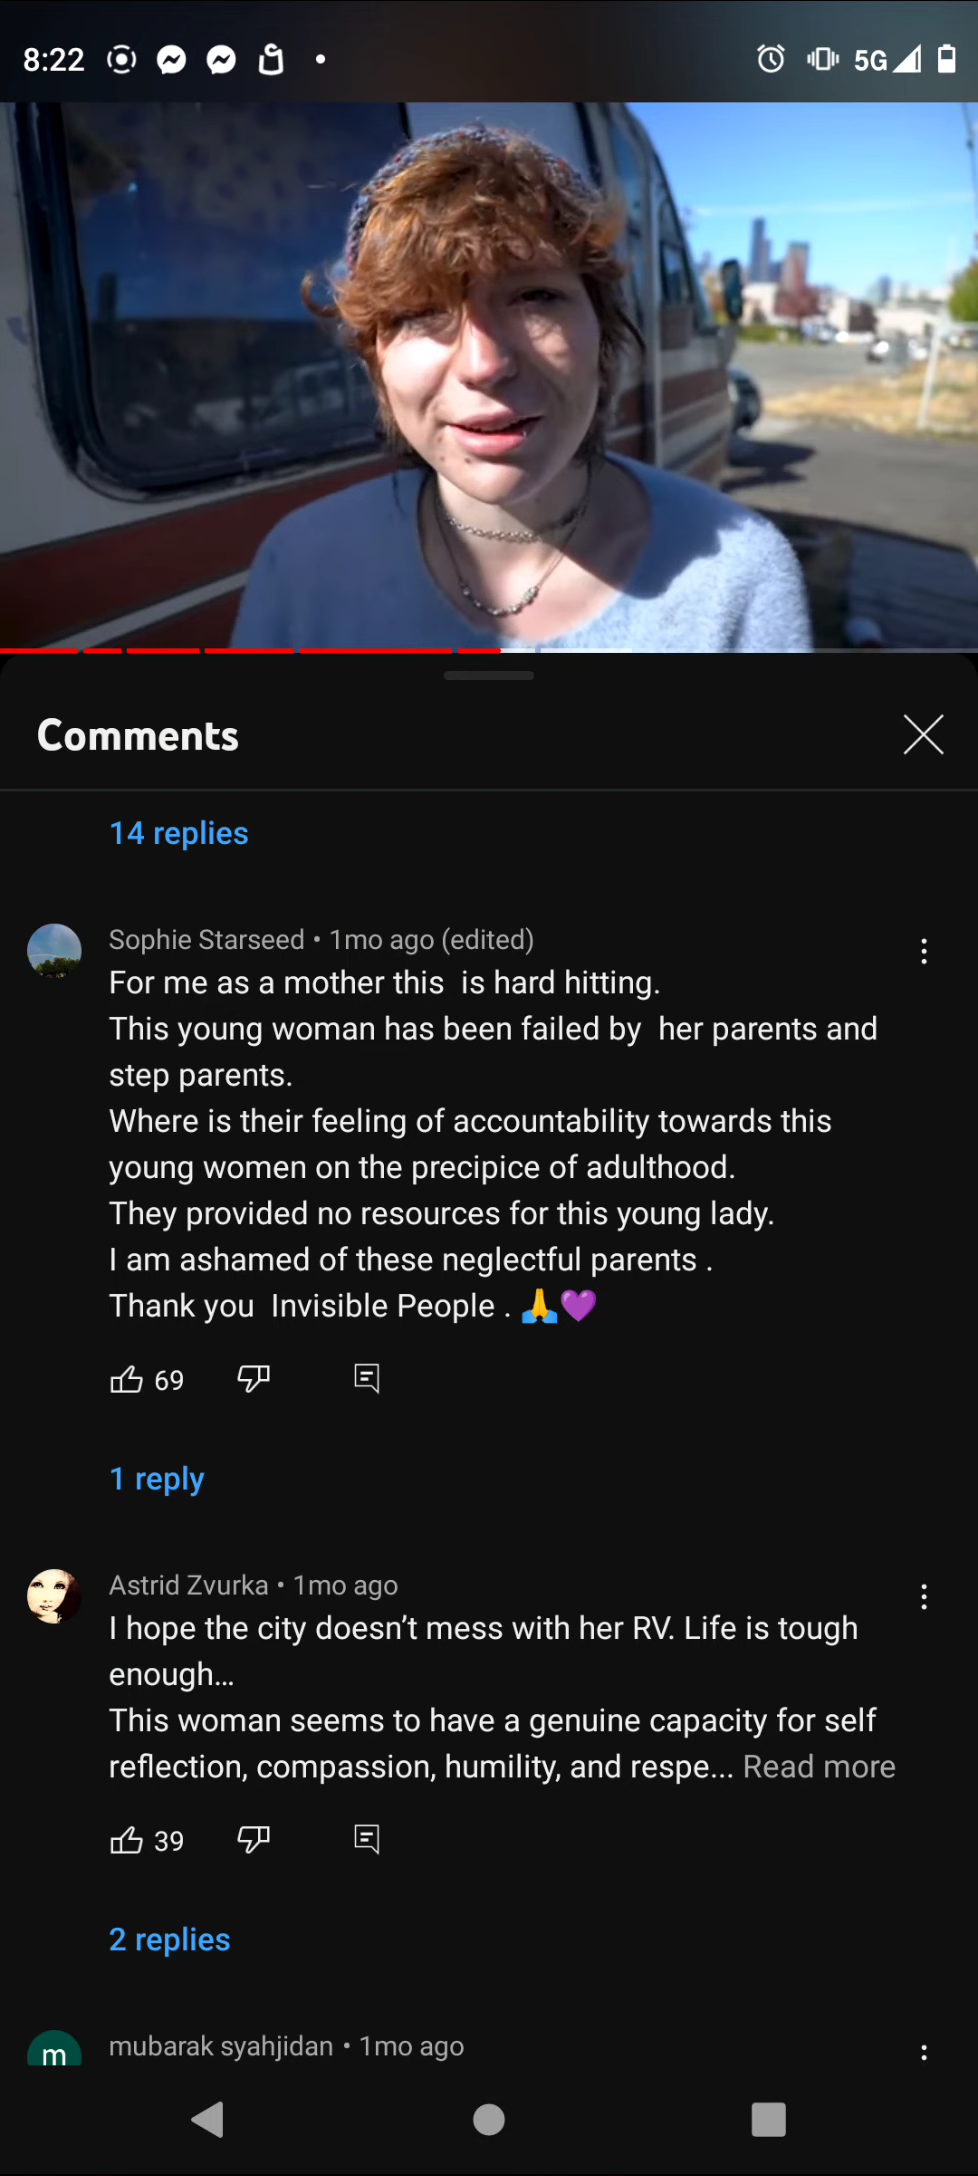 8:22
5G
Comments
14 replies
Sophie Starseed • 1mo ago (edited)
For me as a mother this  is hard hitting.
This young woman has been failed by  her parents and
step parents.
Where is their feeling of accountability towards this
young women on the precipice of adulthood.
They provided no resources for this young lady.
I am ashamed of these neglectful parents .
Thank you  Invisible People . 🙏💜
69
1 reply
Astrid Zvurka • 1mo ago
I hope the city doesn’t mess with her RV. Life is tough
enough...
This woman seems to have a genuine capacity for self
reflection, compassion, humility, and respe... Read more
39
2 replies
m
mubarak syahjidan • 1mo ago